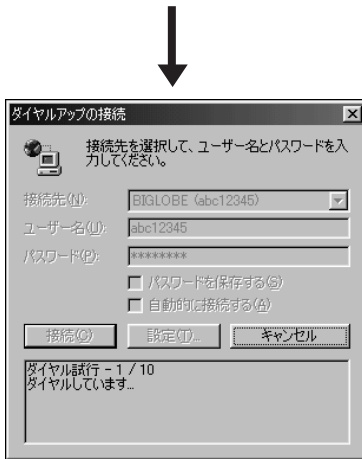 ダイヤルアップの接続
接続先を選択して、ユーザー名とパスワードを入
力してください。
接続先(N):
BIGLOBE (abc12345)
ユーザー名(U):
abc12345
パスワード(P):
********
パスワードを保存する(S)
自動的に接続する(A)
接続(C)
設定(T)...
キャンセル
ダイヤル試行 - 1 / 10
ダイヤルしています...